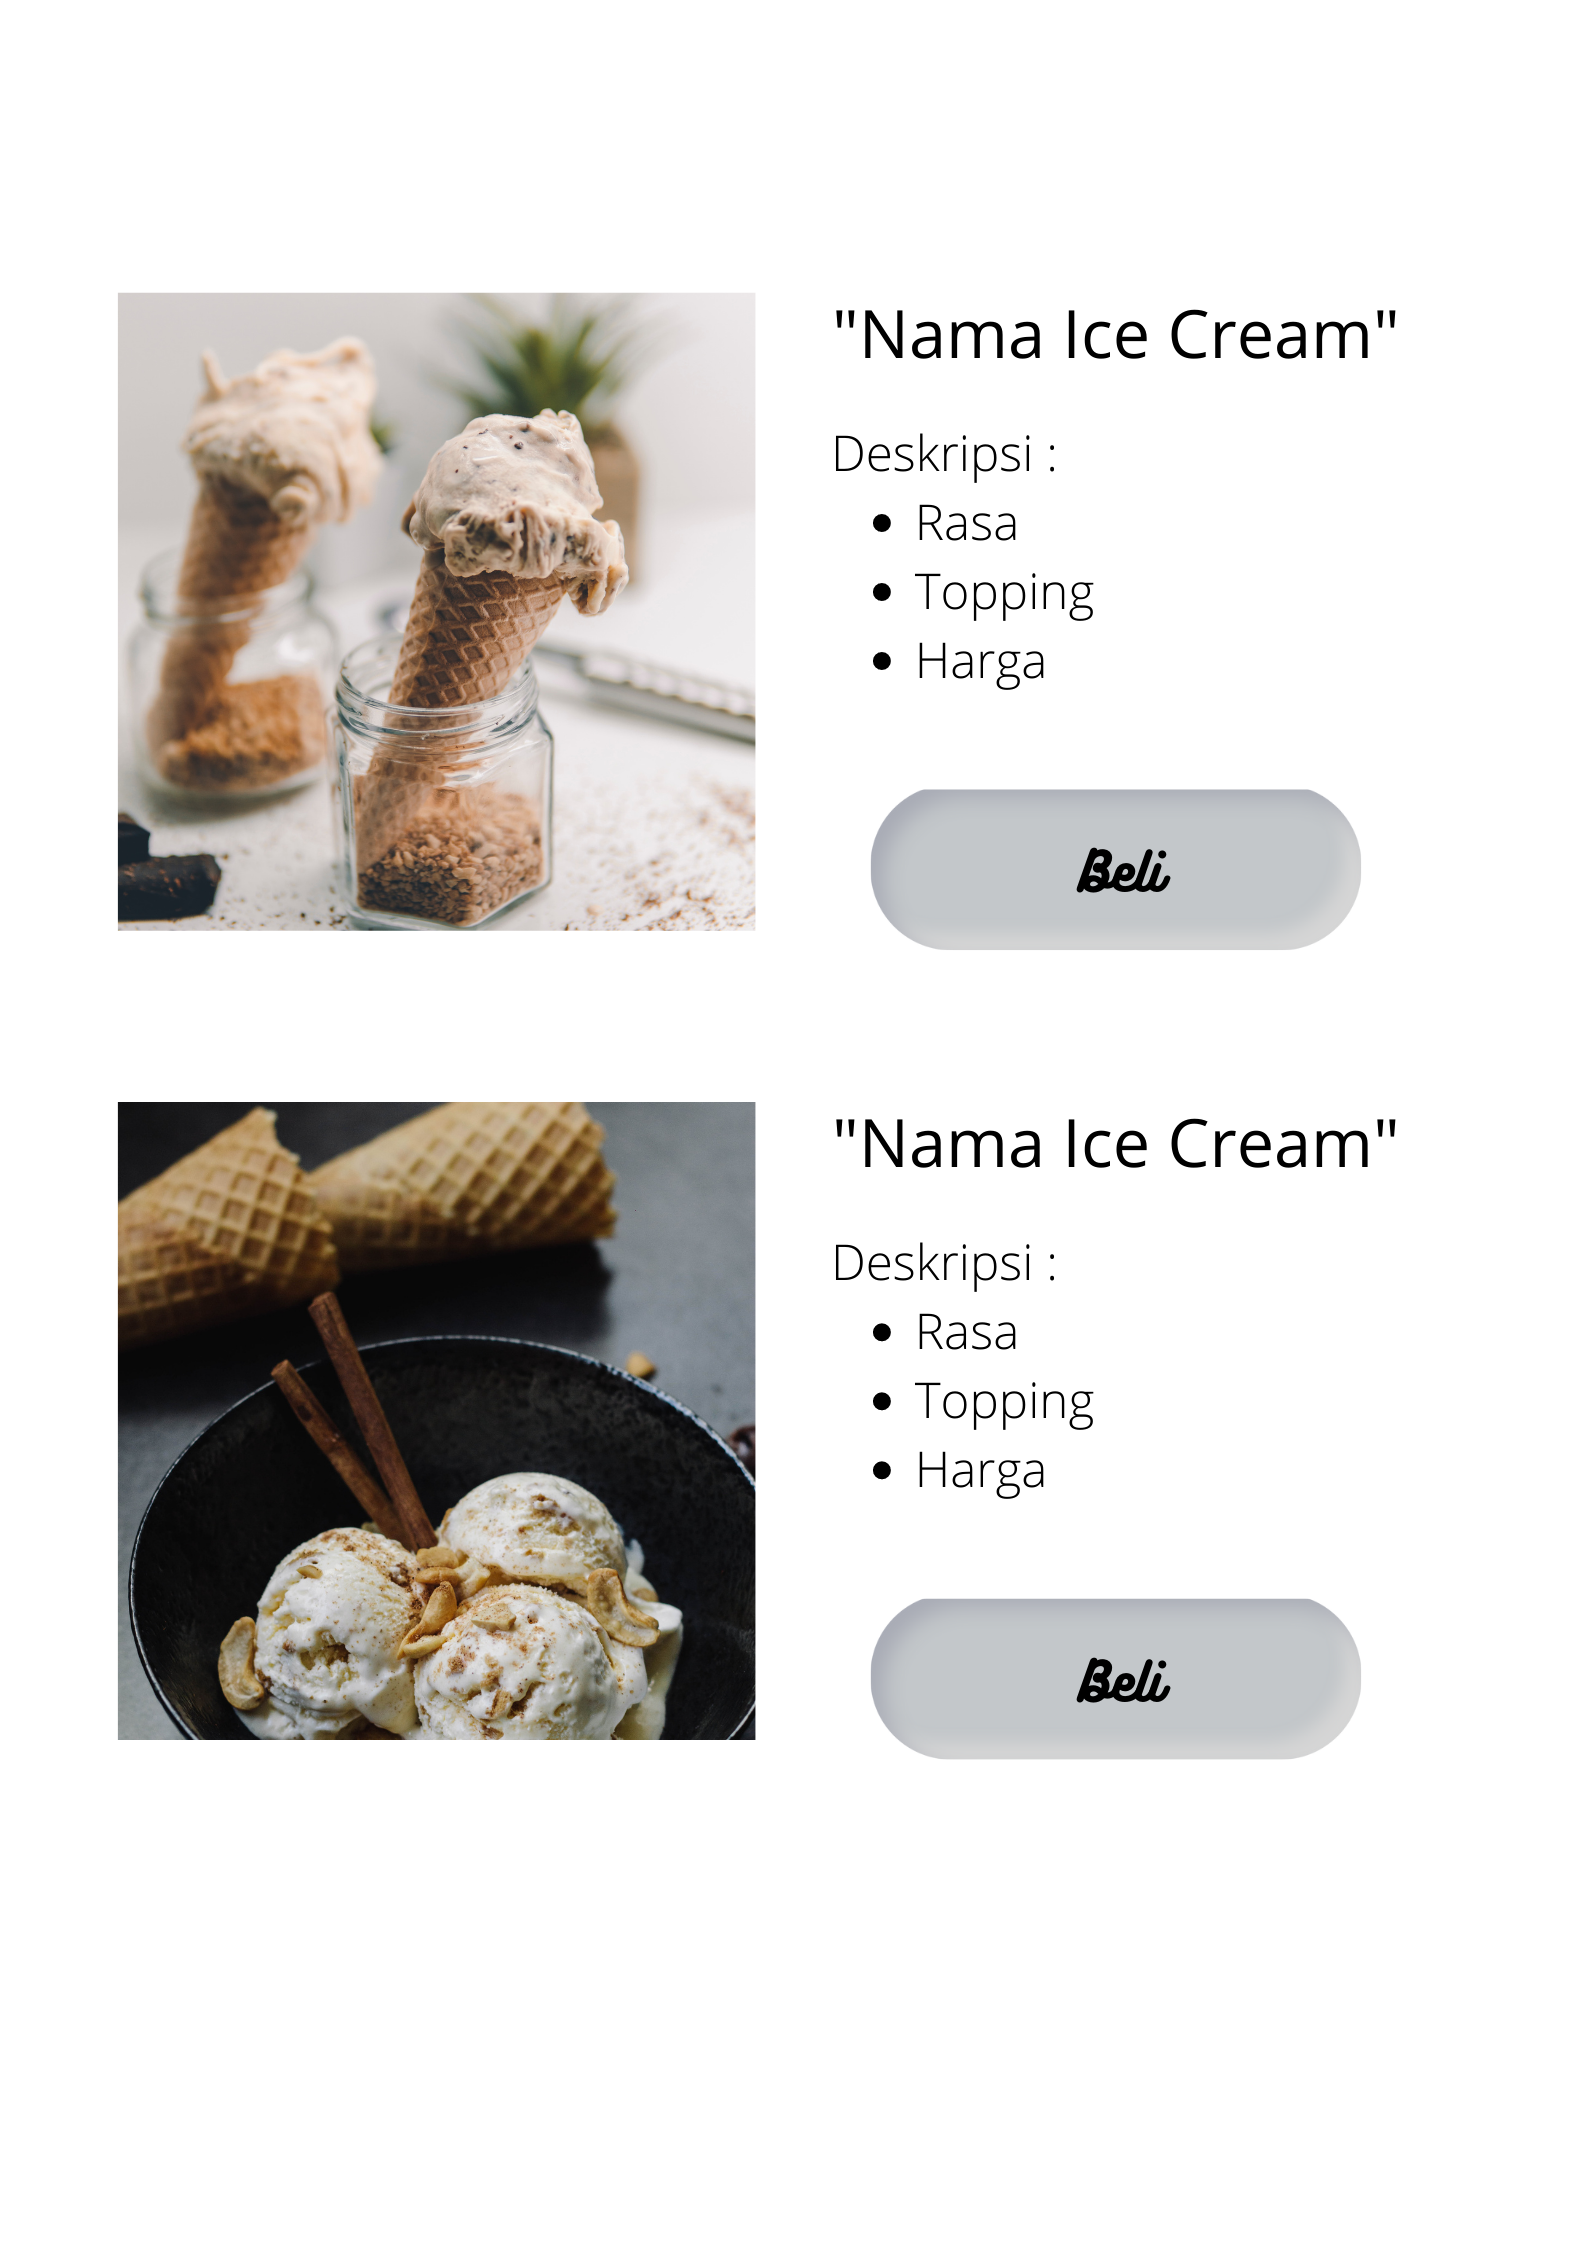 "Nama Ice Cream"
Deskripsi :
• Rasa
• Topping
• Harga
Beli
"Nama Ice Cream"
Deskripsi :
• Rasa
• Topping
• Harga
Beli